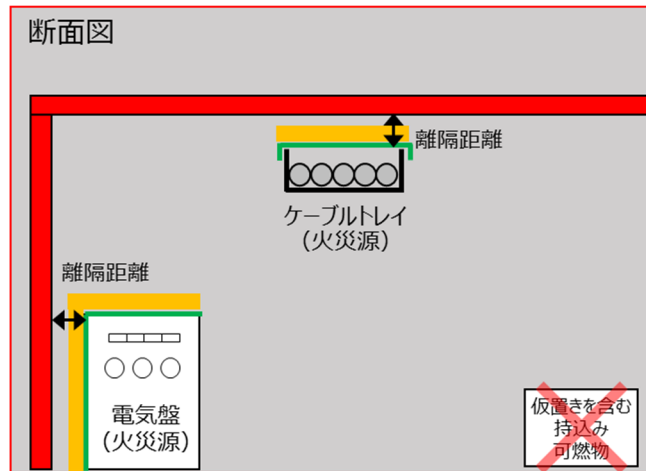 断面図
離隔距離
ケーブルトレイ
(火災源)
離隔距離
電気盤
(火災源)
仮置きを含む
持込み
可燃物